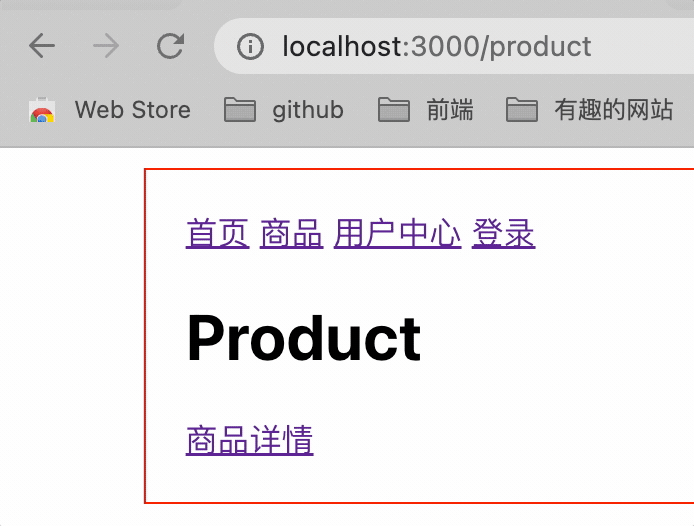 localhost:3000/product
Web Store github 前端 有趣的网站
首页 商品 用户中心 登录
Product
商品详情